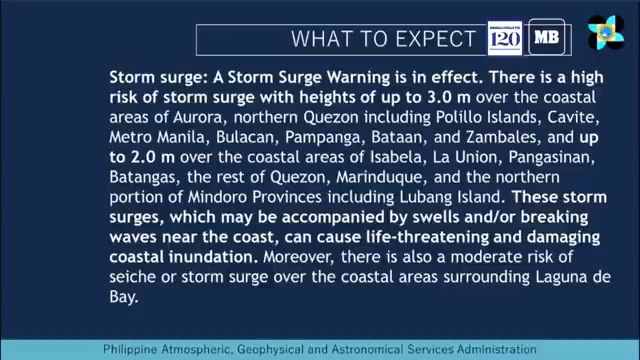 WHAT TO EXPECT
120
MB
Storm surge: A Storm Surge Warning is in effect. There is a high
risk of storm surge with heights of up to 3.0 m over the coastal
areas of Aurora, northern Quezon including Polillo Islands, Cavite,
Metro Manila, Bulacan, Pampanga, Bataan, and Zambales, and up
to 2.0 m over the coastal areas of Isabela, La Union, Pangasinan,
Batangas, the rest of Quezon, Marinduque, and the northern
portion of Mindoro Provinces including Lubang Island. These storm
surges, which may be accompanied by swells and/or breaking
waves near the coast, can cause life-threatening and damaging
coastal inundation. Moreover, there is also a moderate risk of
seiche or storm surge over the coastal areas surrounding Laguna de
Bay.
Philippine Atmospheric, Geophysical and Astronomical Services Administration